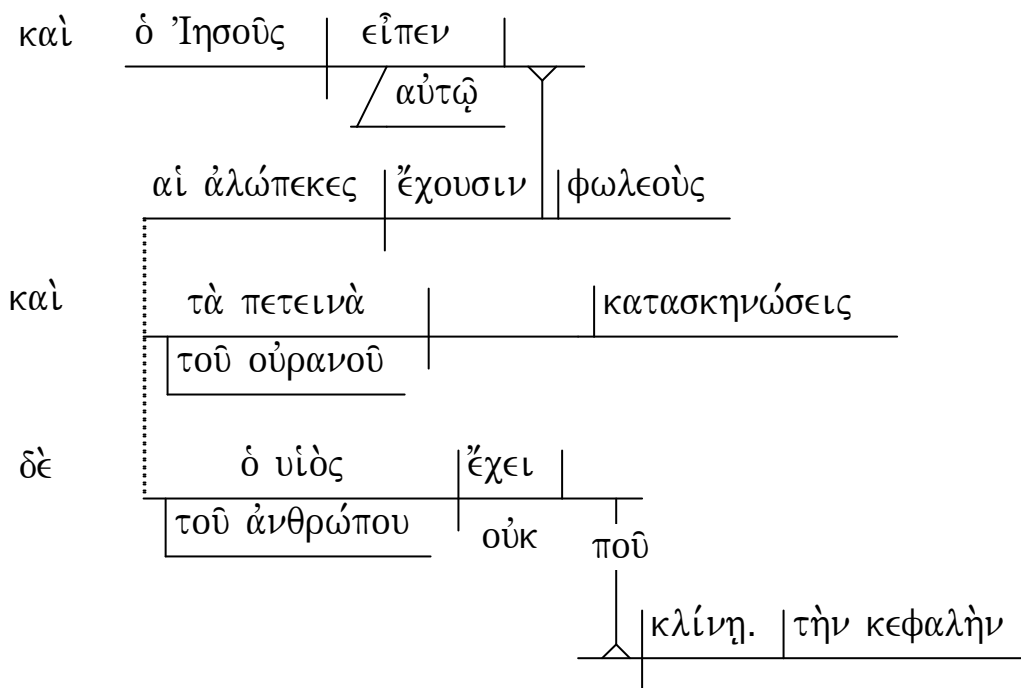 καὶ ὁ Ἰησοῦς εἶπεν
αὐτῷ
αἱ ἀλώπεκες ἔχουσιν φωλεοὺς
καὶ τὰ πετεινὰ κατασκηνώσεις
τοῦ οὐρανοῦ
δὲ ὁ υἱὸς ἔχει
τοῦ ἀνθρώπου οὐκ ποῦ
κλίνῃ. τὴν κεφαλὴν